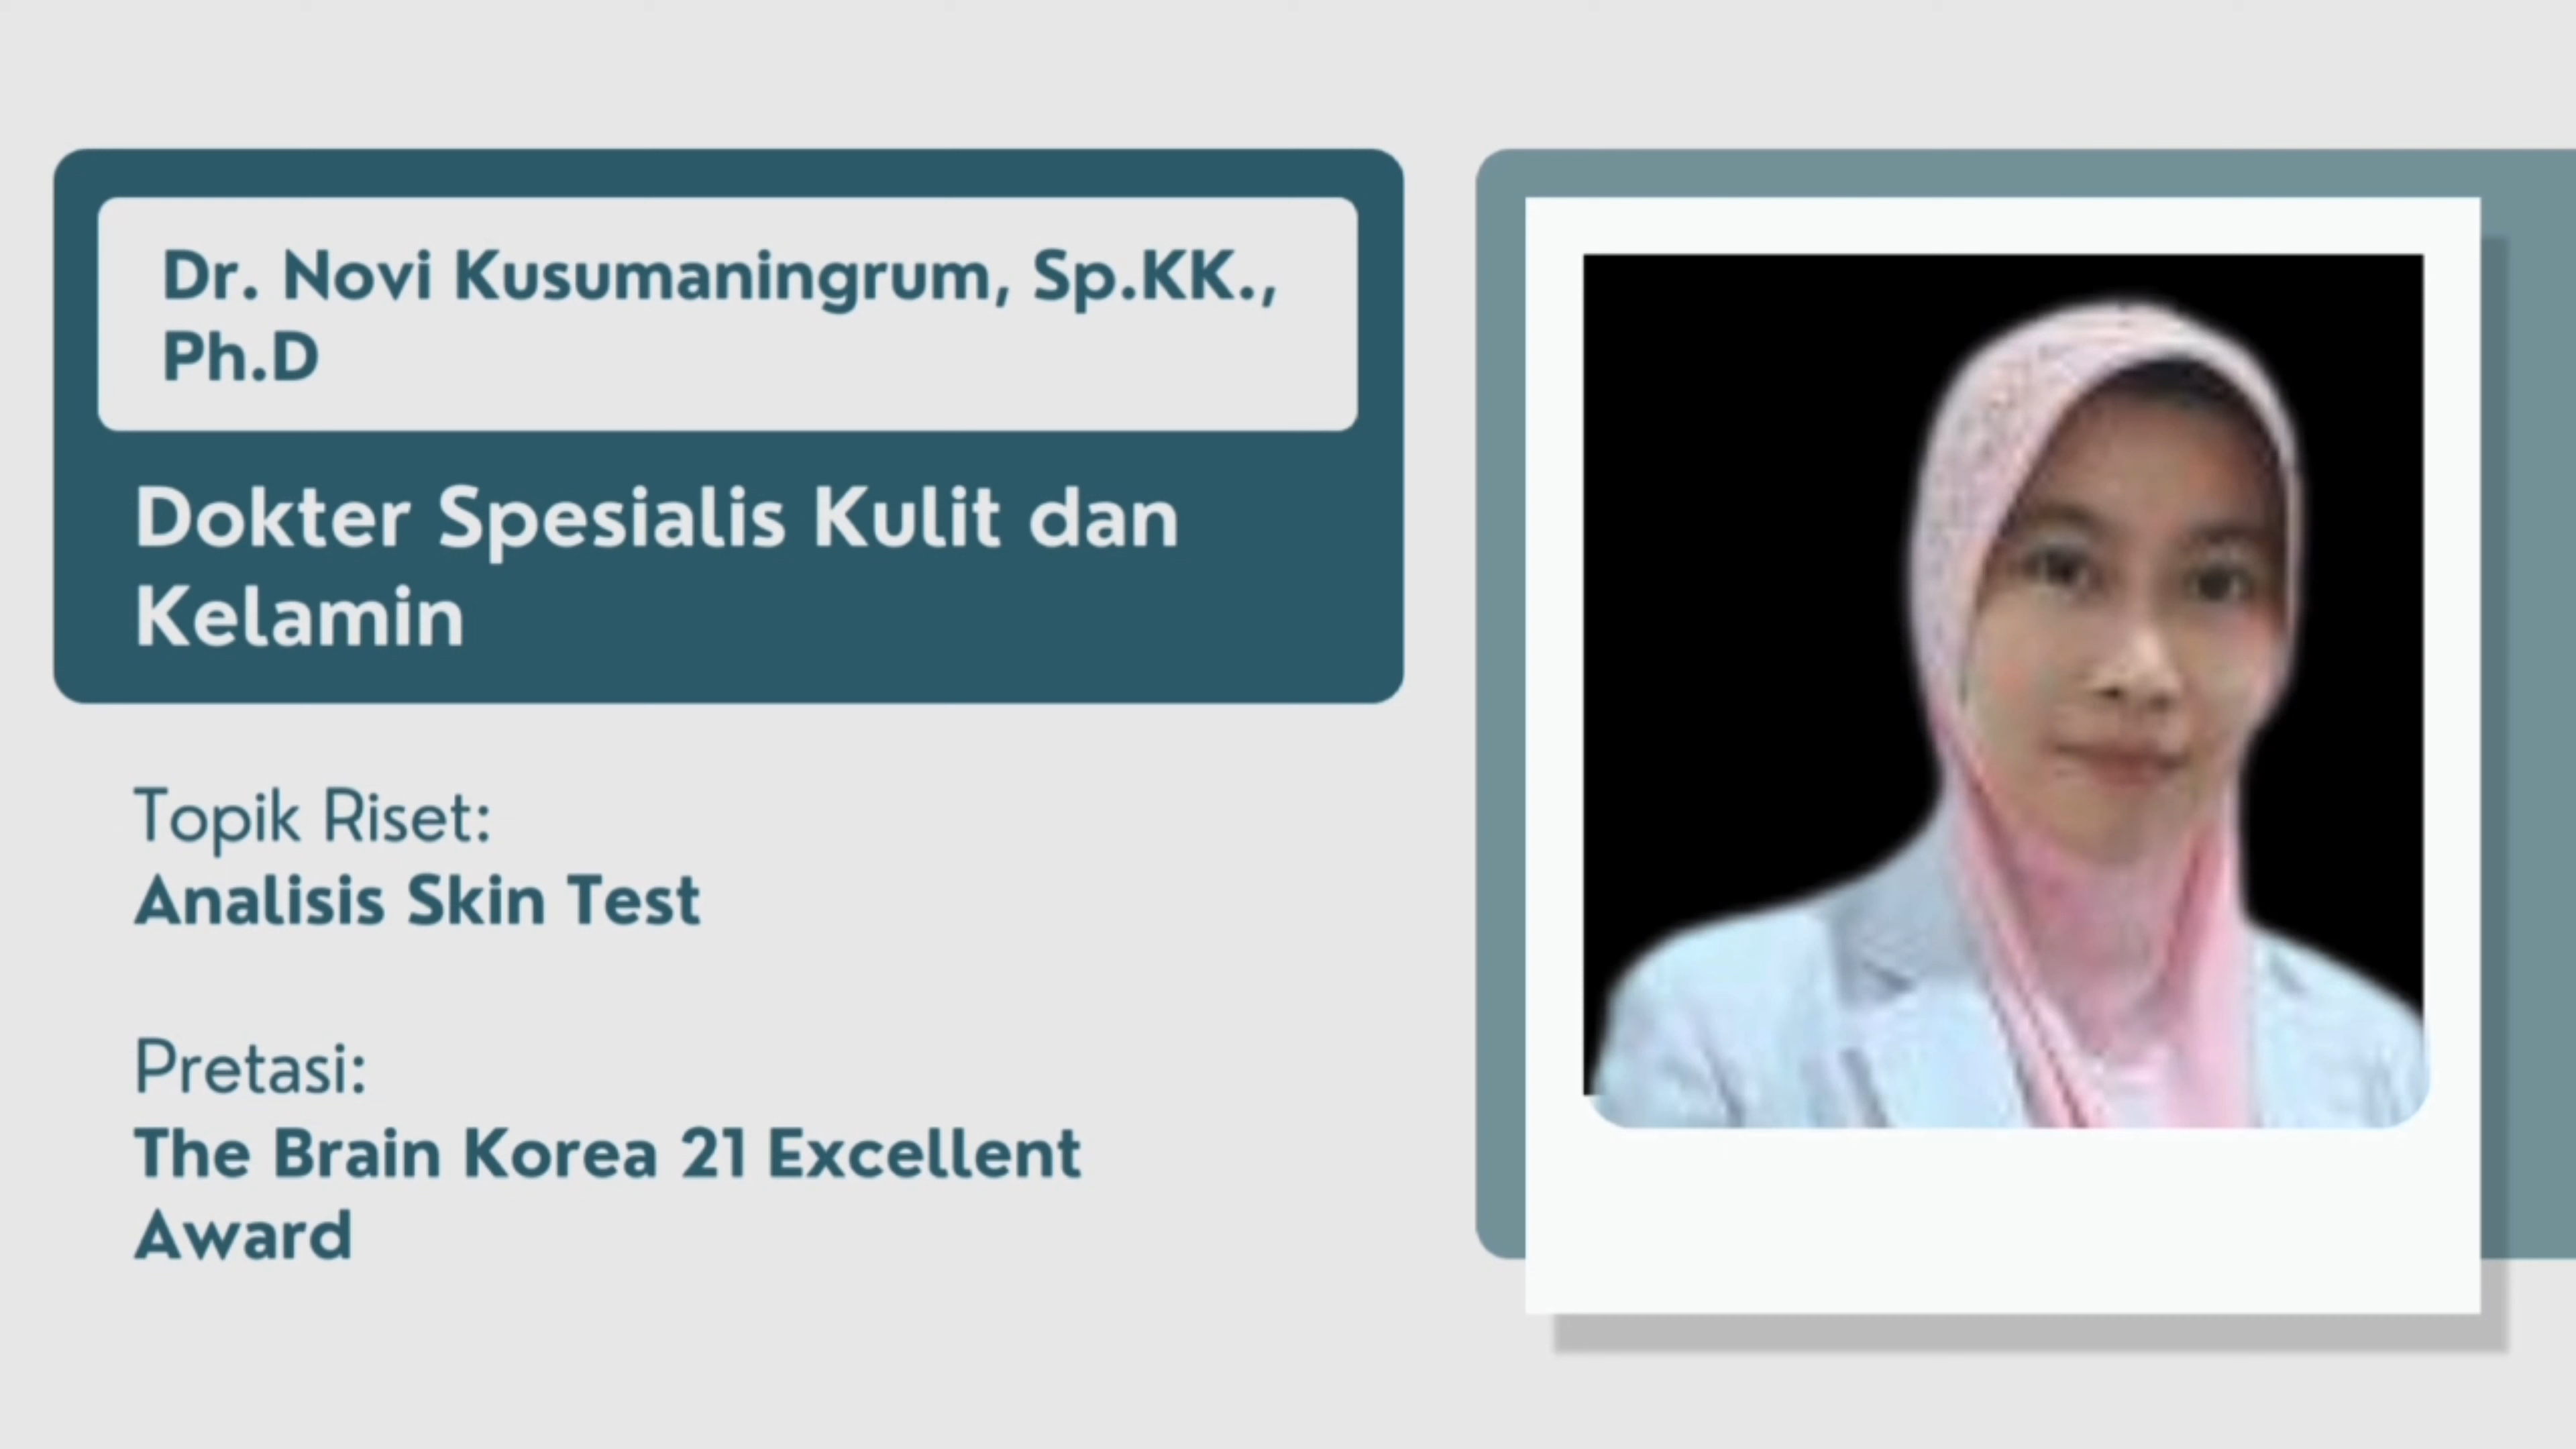 Dr. Novi Kusumaningrum, Sp.KK.,
Ph.D
Dokter Spesialis Kulit dan
Kelamin
Topik Riset:
Analisis Skin Test
Pretasi:
The Brain Korea 21 Excellent
Award